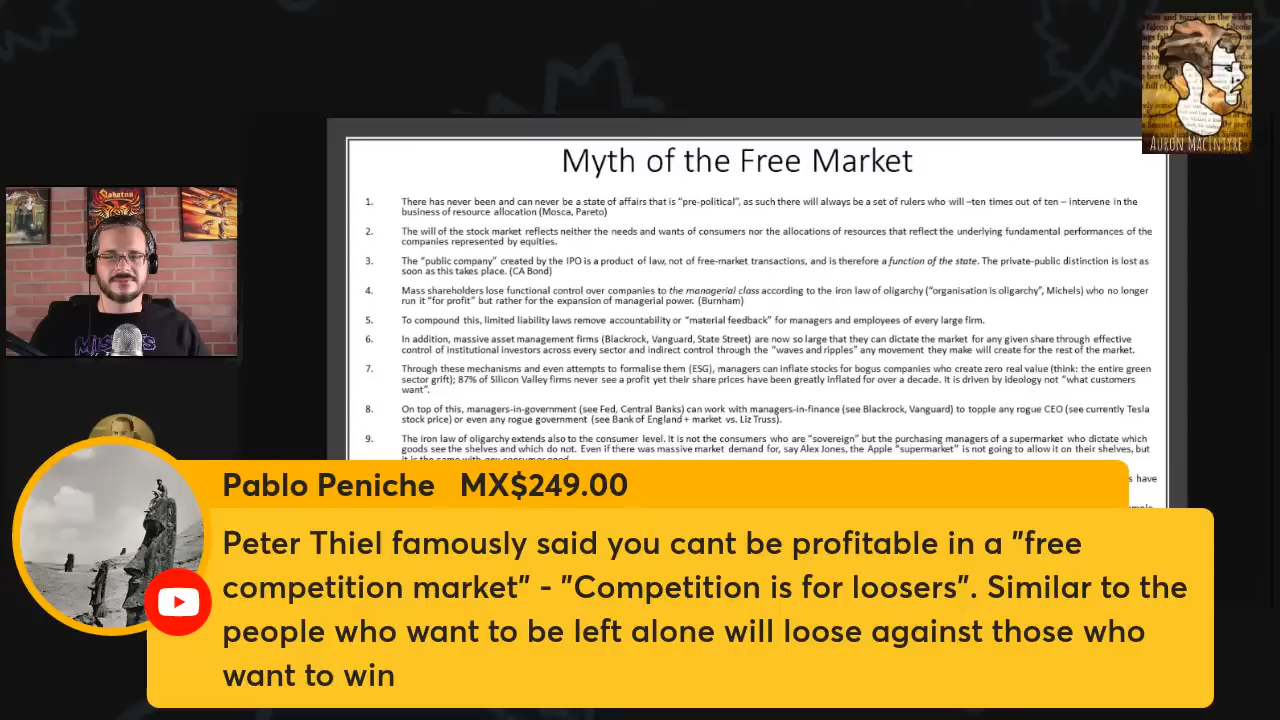 AURON MACINTYRE
Sabaton
Myth of the Free Market
1. There has never been and can never be a state of affairs that is "pre-political", as such there will always be a set of rulers who will –ten times out of ten – intervene in the
business of resource allocation (Mosca, Pareto)
2. The will of the stock market reflects neither the needs and wants of consumers nor the allocations of resources that reflect the underlying fundamental performances of the
companies represented by equities.
3. The "public company" created by the IPO is a product of law, not of free-market transactions, and is therefore a function of the state. The private-public distinction is lost as
soon as this takes place. (CA Bond)
4. Mass shareholders lose functional control over companies to the managerial class according to the iron law of oligarchy ("organisation is oligarchy", Michels) who no longer
run it "for profit" but rather for the expansion of managerial power. (Burnham)
5. To compound this, limited liability laws remove accountability or "material feedback" for managers and employees of every large firm.
6. In addition, massive asset management firms (Blackrock, Vanguard, State Street) are now so large that they can dictate the market for any given share through effective
control of institutional investors across every sector and indirect control through the "waves and ripples" any movement they make will create for the rest of the market.
7. Through these mechanisms and even attempts to formalise them (ESG), managers can inflate stocks for bogus companies who create zero real value (think: the entire green
sector grift); 87% of Silicon Valley firms never see a profit yet their share prices have been greatly inflated for over a decade. It is driven by ideology not "what customers
want".
8. On top of this, managers-in-government (see Fed, Central Banks) can work with managers-in-finance (see Blackrock, Vanguard) to topple any rogue CEO (see currently Tesla
stock price) or even any rogue government (see Bank of England + market vs. Liz Truss).
9. The iron law of oligarchy extends also to the consumer level. It is not the consumers who are "sovereign" but the purchasing managers of a supermarket who dictate which
goods see the shelves and which do not. Even if there was massive market demand for, say Alex Jones, the Apple "supermarket" is not going to allow it on their shelves, but
it is the same with any consumer good
have
Pablo Peniche MX$249.00
Peter Thiel famously said you cant be profitable in a "free
competition market" - "Competition is for loosers". Similar to the
people who want to be left alone will loose against those who
want to win